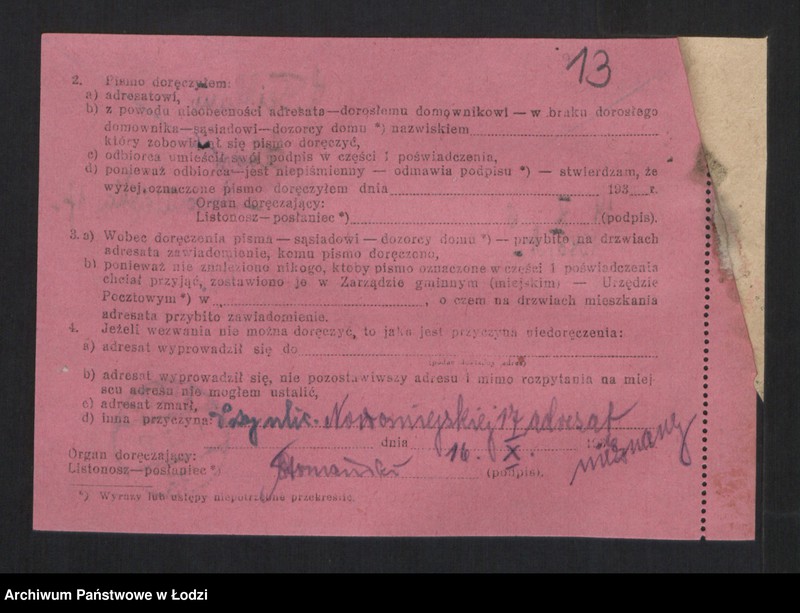 13
2. Pismo doręczyłem:
a) adresatowi,
b) z powodu nieobecności adresata—dorosłemu domownikowi — w braku dorosłego
domownika—sąsiadowi—dozorcy domu *) nazwiskiem
który zobowiązał się pismo doręczyć,
c) odbiorca umieścił swój podpis w części 1 poświadczenia,
d) ponieważ odbiorca—jest niepiśmienny — odmawia podpisu *) — stwierdzam, że
wyżej oznaczone pismo doręczyłem dnia 193 r.
Organ doręczający:
Listonosz—posłaniec *) (podpis).
3. a) Wobec doręczenia pisma — sąsiadowi — dozorcy domu *) — przybito na drzwiach
adresata zawiadomienie, komu pismo doręczono,
b) ponieważ nie znaleziono nikogo, ktoby pismo oznaczone w części 1 poświadczenia
chciał przyjąć, zostawiono je w Zarządzie gminnym (miejskim) — Urzędzie
Pocztowym *) w , o czem na drzwiach mieszkania
adresata przybito zawiadomienie.
4. Jeżeli wezwania nie można doręczyć, to jaka jest przyczyna niedoręczenia:
a) adresat wyprowadził się do
b) adresat wyprowadził się, nie pozostawiwszy adresu i mimo rozpytania na miej-
scu adresu nie mogłem ustalić,
c) adresat zmarł,
d) inna przyczyna: Przy ulic. Nowomiejskiej 17 adresat
nieznany
dnia 16. X.
Organ doręczający:
Listonosz—posłaniec *) (podpis).
*) Wyrazy lub ustępy niepotrzebne przekreślić.
Archiwum Państwowe w Łodzi